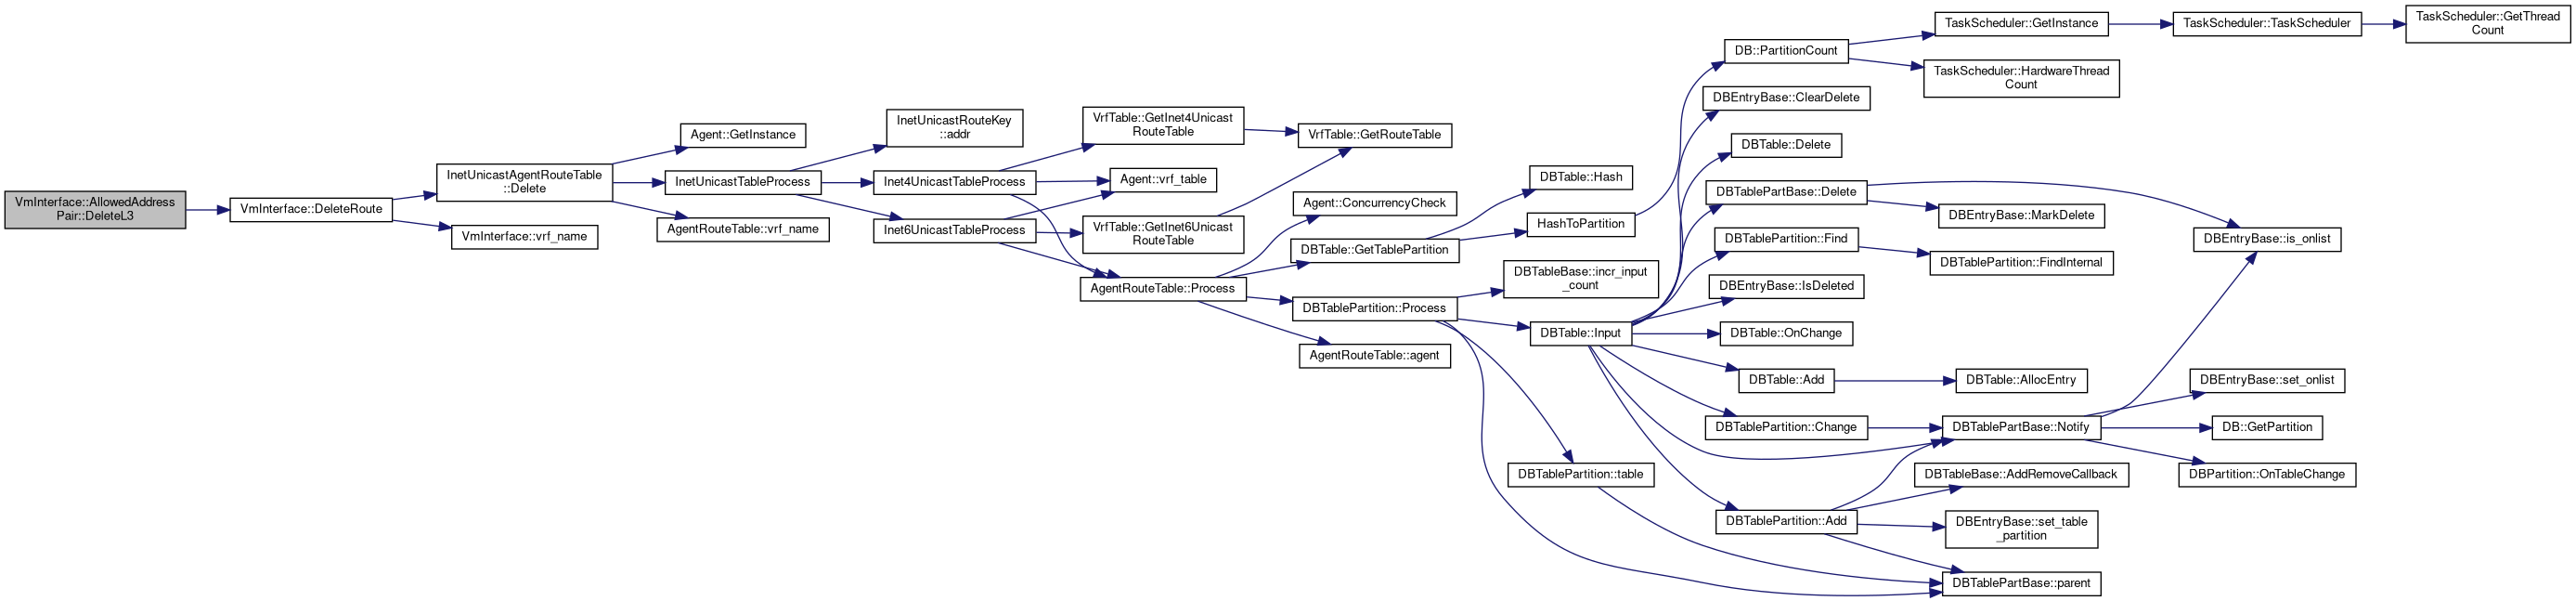 VmInterface::AllowedAddress
Pair::DeleteL3
VmInterface::DeleteRoute
InetUnicastAgentRouteTable
::Delete
VmInterface::vrf_name
Agent::GetInstance
InetUnicastTableProcess
AgentRouteTable::vrf_name
InetUnicastRouteKey
::addr
Inet4UnicastTableProcess
Inet6UnicastTableProcess
VrfTable::GetInet4Unicast
RouteTable
Agent::vrf_table
VrfTable::GetInet6Unicast
RouteTable
AgentRouteTable::Process
VrfTable::GetRouteTable
Agent::ConcurrencyCheck
DBTable::GetTablePartition
DBTablePartition::Process
AgentRouteTable::agent
DBTable::Hash
HashToPartition
DBTableBase::incr_input
_count
DBTable::Input
DBTablePartition::table
DB::PartitionCount
DBEntryBase::ClearDelete
DBTable::Delete
DBTablePartBase::Delete
DBTablePartition::Find
DBEntryBase::IsDeleted
DBTable::OnChange
DBTable::Add
DBTablePartition::Change
DBTablePartition::Add
TaskScheduler::GetInstance
TaskScheduler::HardwareThread
Count
DBEntryBase::MarkDelete
DBTablePartition::FindInternal
DBTable::AllocEntry
DBTablePartBase::Notify
DBTableBase::AddRemoveCallback
DBEntryBase::set_table
_partition
DBTablePartBase::parent
TaskScheduler::TaskScheduler
DBEntryBase::is_onlist
DBEntryBase::set_onlist
DB::GetPartition
DBPartition::OnTableChange
TaskScheduler::GetThread
Count